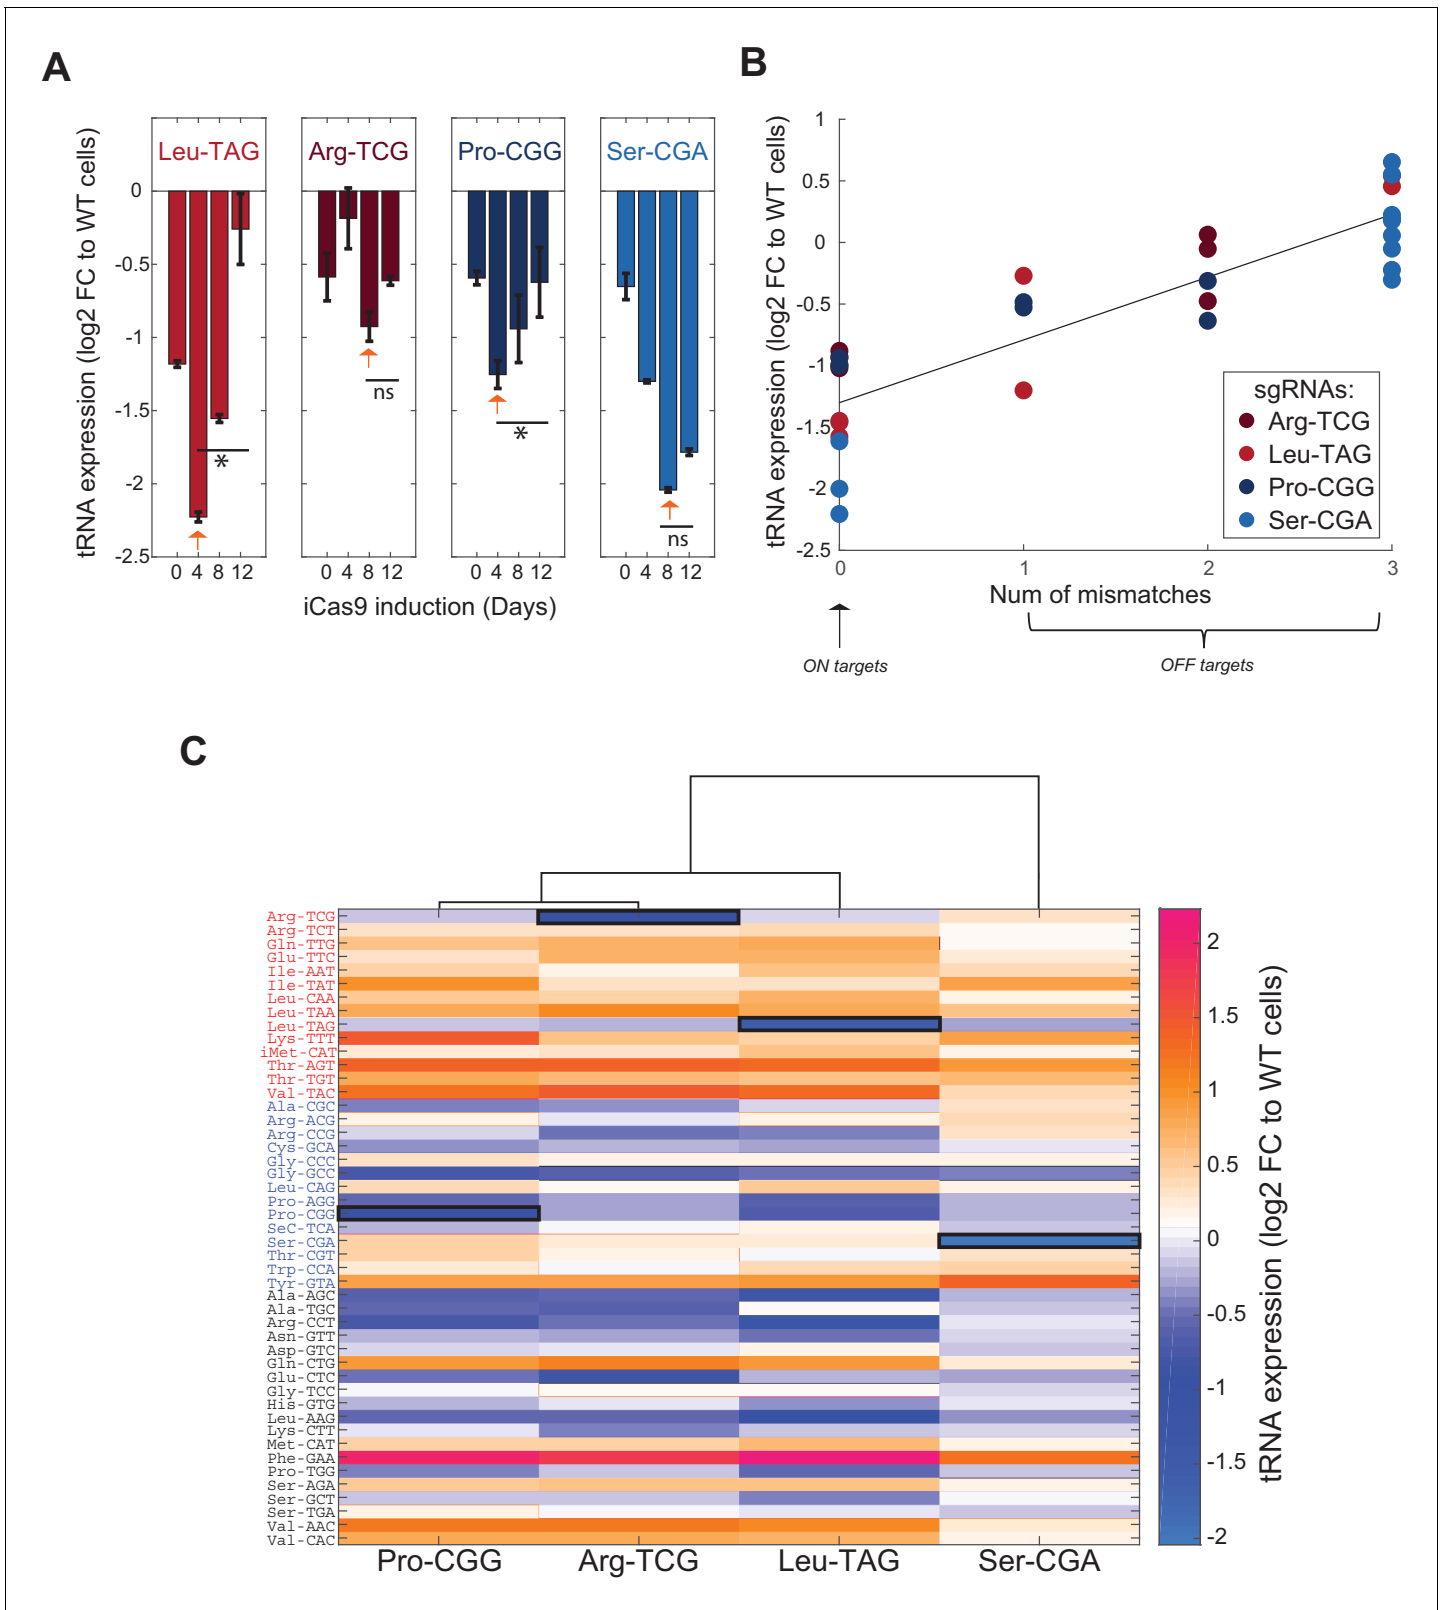 A
tRNA expression (log2 FC to WT cells)
Leu-TAG
Arg-TCG
Pro-CGG
Ser-CGA
0
-0.5
-1
-1.5
-2
-2.5
*
ns
*
ns
0 4 8 12
0 4 8 12
0 4 8 12
0 4 8 12
iCas9 induction (Days)
B
tRNA expression (log2 FC to WT cells)
1
0.5
0
-0.5
-1
-1.5
-2
-2.5
0
1
2
3
Num of mismatches
sgRNAs:
Arg-TCG
Leu-TAG
Pro-CGG
Ser-CGA
ON targets
OFF targets
C
Arg-TCG
Arg-TCT
Gln-TTG
Glu-TTC
Ile-AAT
Ile-TAT
Leu-CAA
Leu-TAA
Leu-TAG
Lys-TTT
iMet-CAT
Thr-AGT
Thr-TGT
Val-TAC
Ala-CGC
Arg-ACG
Arg-CCG
Cys-GCA
Gly-CCC
Gly-GCC
Leu-CAG
Pro-AGG
Pro-CGG
SeC-TCA
Ser-CGA
Thr-CGT
Trp-CCA
Tyr-GTA
Ala-AGC
Ala-TGC
Arg-CCT
Asn-GTT
Asp-GTC
Gln-CTG
Glu-CTC
Gly-TCC
His-GTG
Leu-AAG
Lys-CTT
Met-CAT
Phe-GAA
Pro-TGG
Ser-AGA
Ser-GCT
Ser-TGA
Val-AAC
Val-CAC
Pro-CGG
Arg-TCG
Leu-TAG
Ser-CGA
2
1.5
1
0.5
0
-0.5
-1
-1.5
-2
tRNA expression (log2 FC to WT cells)